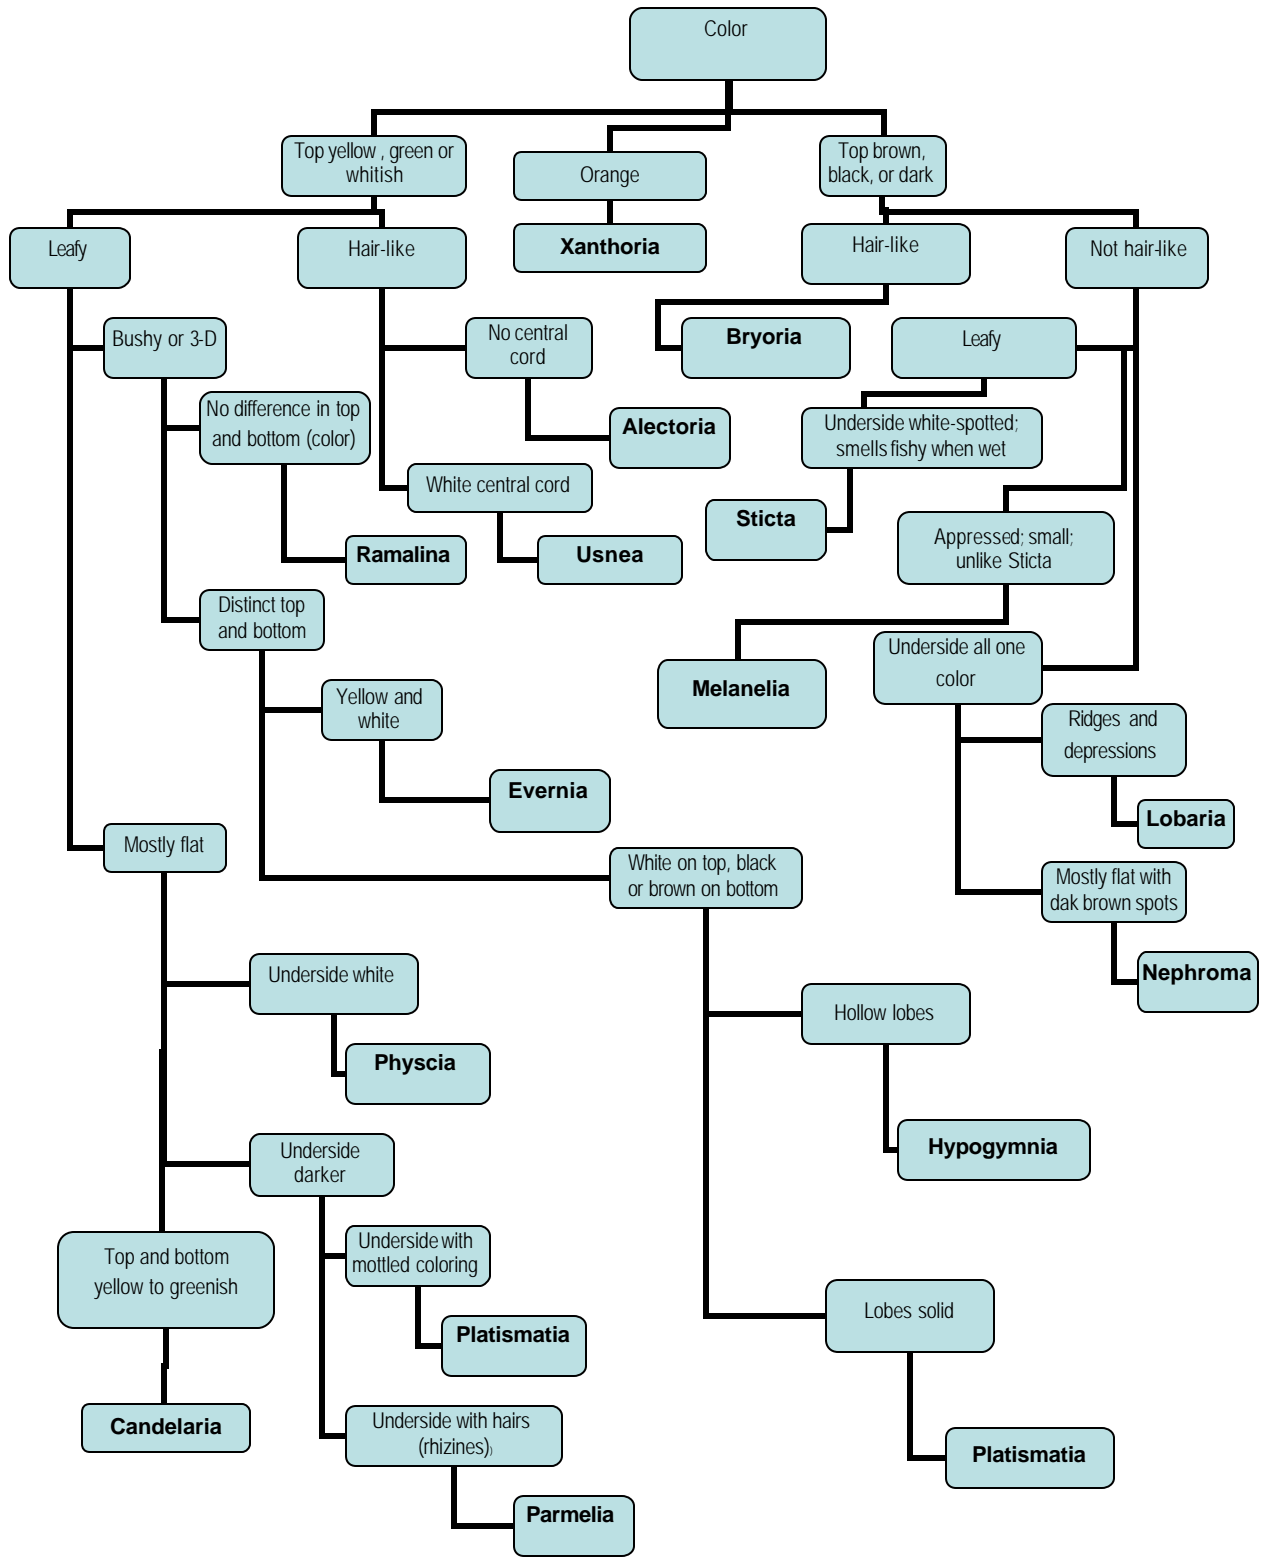 Color
Top yellow , green or
whitish
Orange
Top brown,
black, or dark
Leafy
Hair-like
Xanthoria
Hair-like
Not hair-like
Bushy or 3-D
No central
cord
Bryoria
Leafy
No difference in top
and bottom (color)
Alectoria
Underside white-spotted;
smells fishy when wet
White central cord
Sticta
Appressed; small;
unlike Sticta
Ramalina
Usnea
Distinct top
and bottom
Underside all one
color
Melanelia
Yellow and
white
Ridges and
depressions
Evernia
Lobaria
Mostly flat
White on top, black
or brown on bottom
Mostly flat with
dak brown spots
Underside white
Nephroma
Hollow lobes
Physcia
Underside
darker
Hypogymnia
Top and bottom
yellow to greenish
Underside with
mottled coloring
Lobes solid
Platismatia
Candelaria
Underside with hairs
(rhizines))
Platismatia
Parmelia